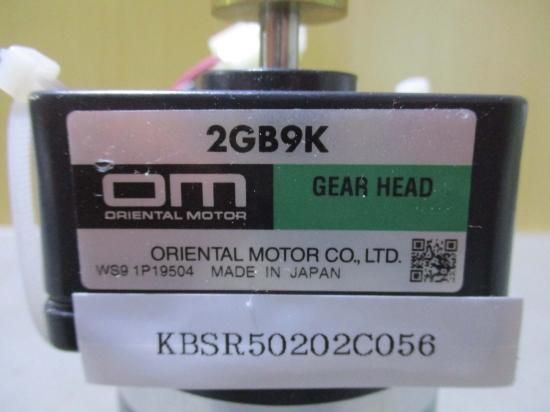 2GB9K
om
ORIENTAL MOTOR
GEAR HEAD
ORIENTAL MOTOR CO., LTD.
WS9 1P19504 MADE IN JAPAN
KBSR50202C056